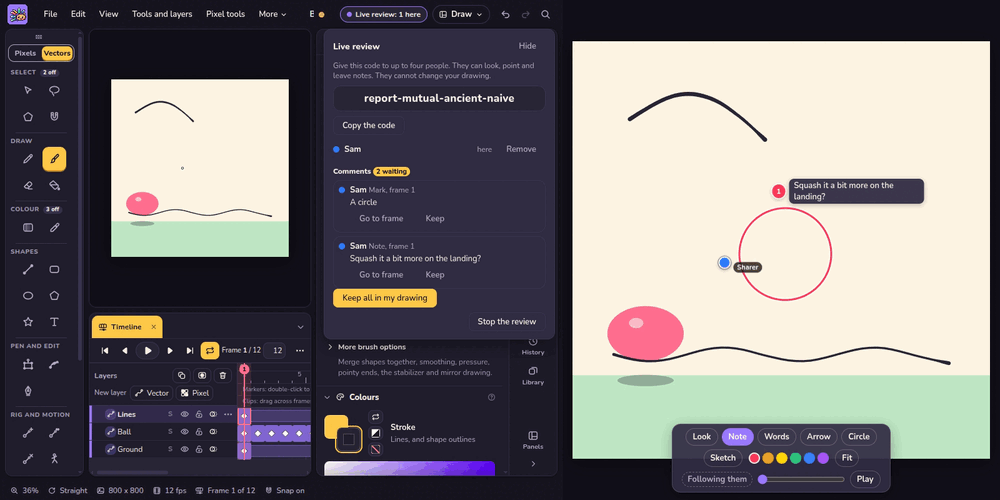 File Edit View Tools and layers Pixel tools More
Live review: 1 here
Draw
Pixels Vectors
SELECT 2 off
DRAW
COLOUR 3 off
SHAPES
PEN AND EDIT
RIG AND MOTION
Live review
Hide
Give this code to up to four people. They can look, point and
leave notes. They cannot change your drawing.
report-mutual-ancient-naive
Copy the code
Sam here Remove
Comments 2 waiting
Sam Mark, frame 1
A circle
Go to frame Keep
Sam Note, frame 1
Squash it a bit more on the landing?
Go to frame Keep
Keep all in my drawing
Stop the review
More brush options
Merge shapes together, smoothing, pressure,
pointy ends, the stabilizer and mirror drawing.
Colours
Stroke
Lines, and shape outlines
History
Library
Panels
Timeline
Frame 1 / 12 12
Layers
New layer Vector Pixel
1
5
Markers: double-click to
Clips: drag across frames
Lines S
Ball S
Ground S
36% Straight 800 x 800 12 fps Frame 1 of 12 Snap on
1
Squash it a bit more on the
landing?
Sharer
Look Note Words Arrow Circle
Sketch Fit
Following them Play